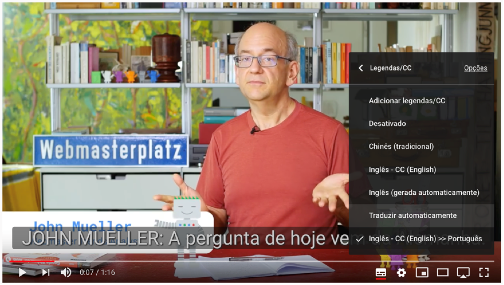 Legendas/CC
Opções
Adicionar legendas/CC
Desativado
Chinês (tradicional)
Inglês - CC (English)
Inglês (gerada automaticamente)
Traduzir automaticamente
Inglês - CC (English) >> Português
Webmasterplatz
John Mueller
JOHN MUELLER: A pergunta de hoje ve
0:07 / 1:16